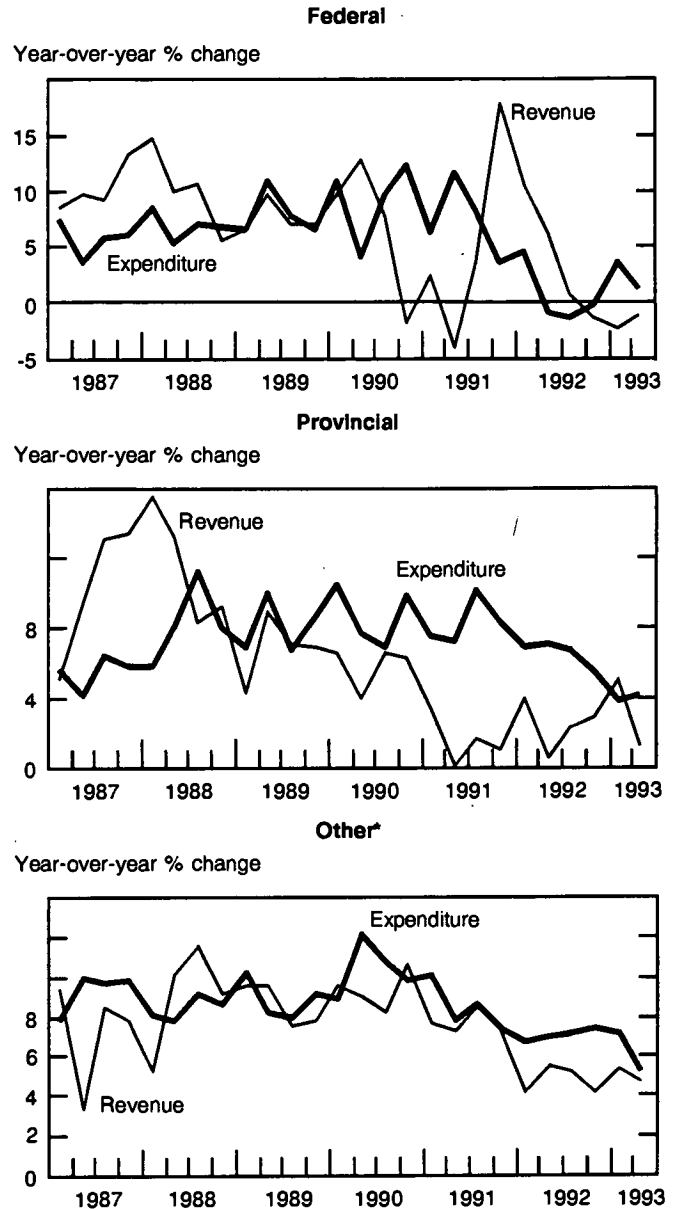 Federal
Year-over-year % change
Revenue
15
10
5
Expenditure
0
-5
1987 1988 1989 1990 1991 1992 1993
Provincial
Year-over-year % change
Revenue
Expenditure
8
4
0
1987 1988 1989 1990 1991 1992 1993
Other*
Year-over-year % change
Expenditure
8
6
4
Revenue
2
0
1987 1988 1989 1990 1991 1992 1993